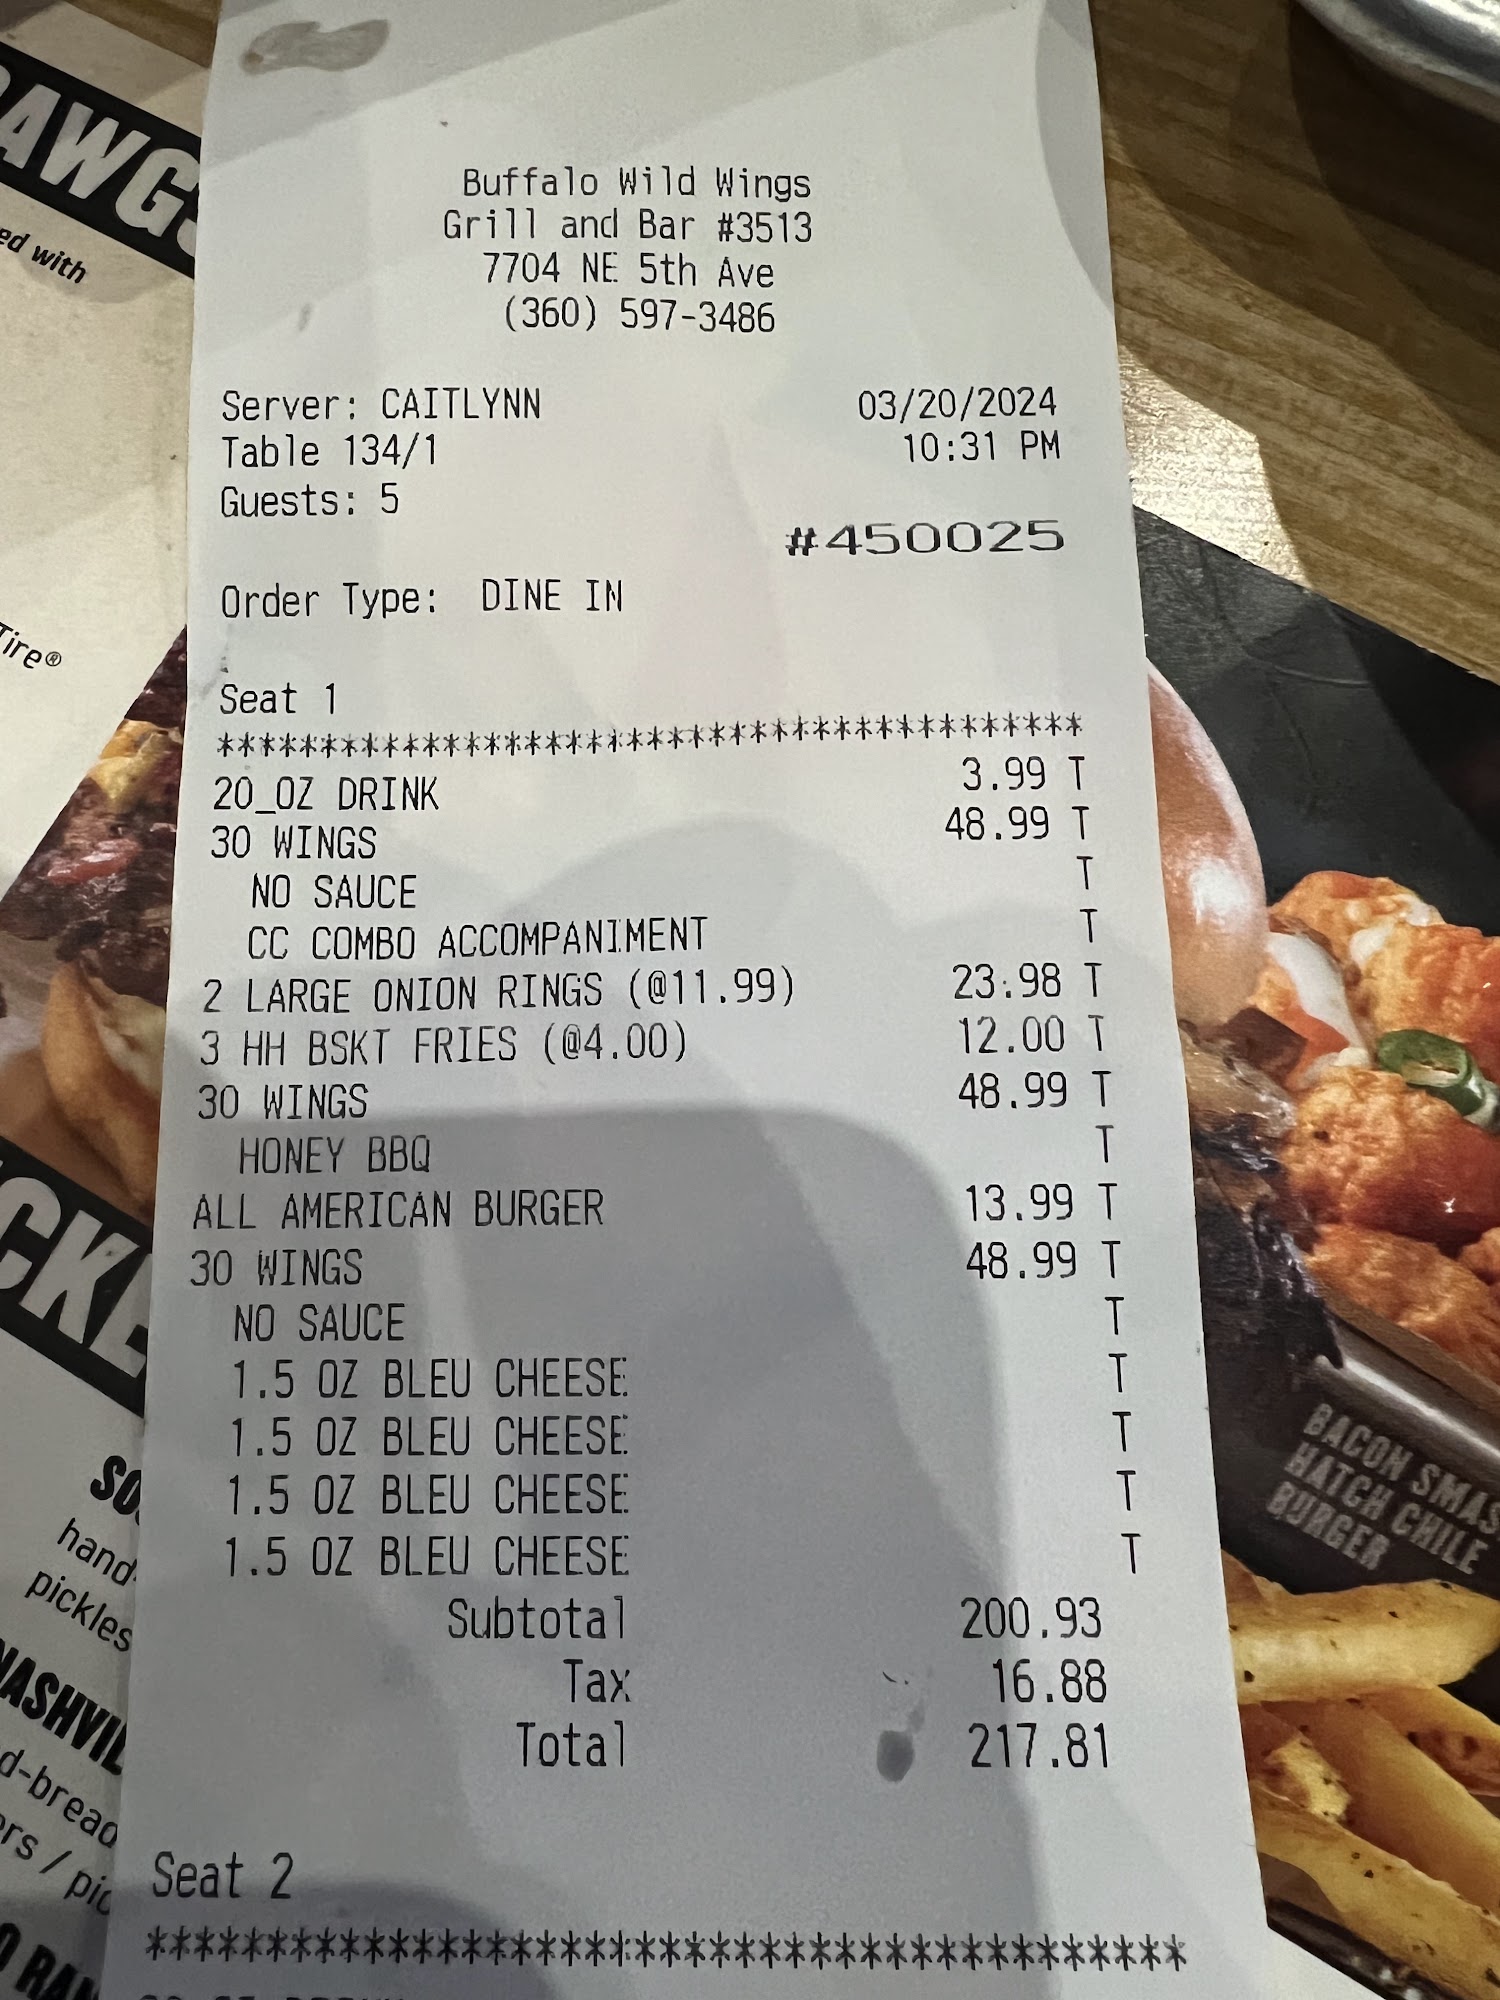 Buffalo Wild Wings
Grill and Bar #3513
7704 NE 5th Ave
(360) 597-3486
Server: CAITLYNN 03/20/2024
Table 134/1 10:31 PM
Guests: 5
#450025
Order Type: DINE IN
Seat 1
******************************************
20_OZ DRINK 3.99 T
30 WINGS 48.99 T
NO SAUCE T
CC COMBO ACCOMPANIMENT T
2 LARGE ONION RINGS (@11.99) 23.98 T
3 HH BSKT FRIES (@4.00) 12.00 T
30 WINGS 48.99 T
HONEY BBQ T
ALL AMERICAN BURGER 13.99 T
30 WINGS 48.99 T
NO SAUCE T
1.5 OZ BLEU CHEESE T
1.5 OZ BLEU CHEESE T
1.5 OZ BLEU CHEESE T
1.5 OZ BLEU CHEESE T
Subtotal 200.93
Tax 16.88
Total 217.81
Seat 2
******************************************
ed with
Tire®
hand-
pickles
d-bread
/ pic
BACON SMAS
HATCH CHILE
BURGER